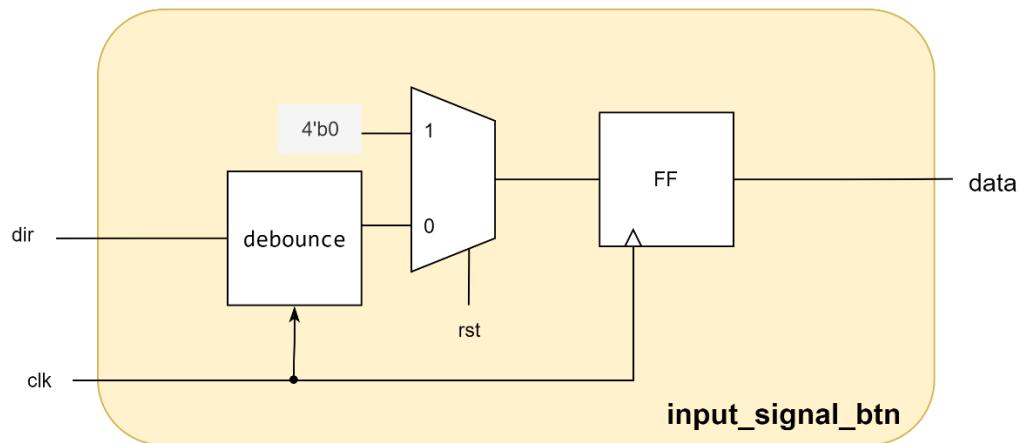 4'b0
1
FF
data
dir
debounce
0
rst
clk
input_signal_btn